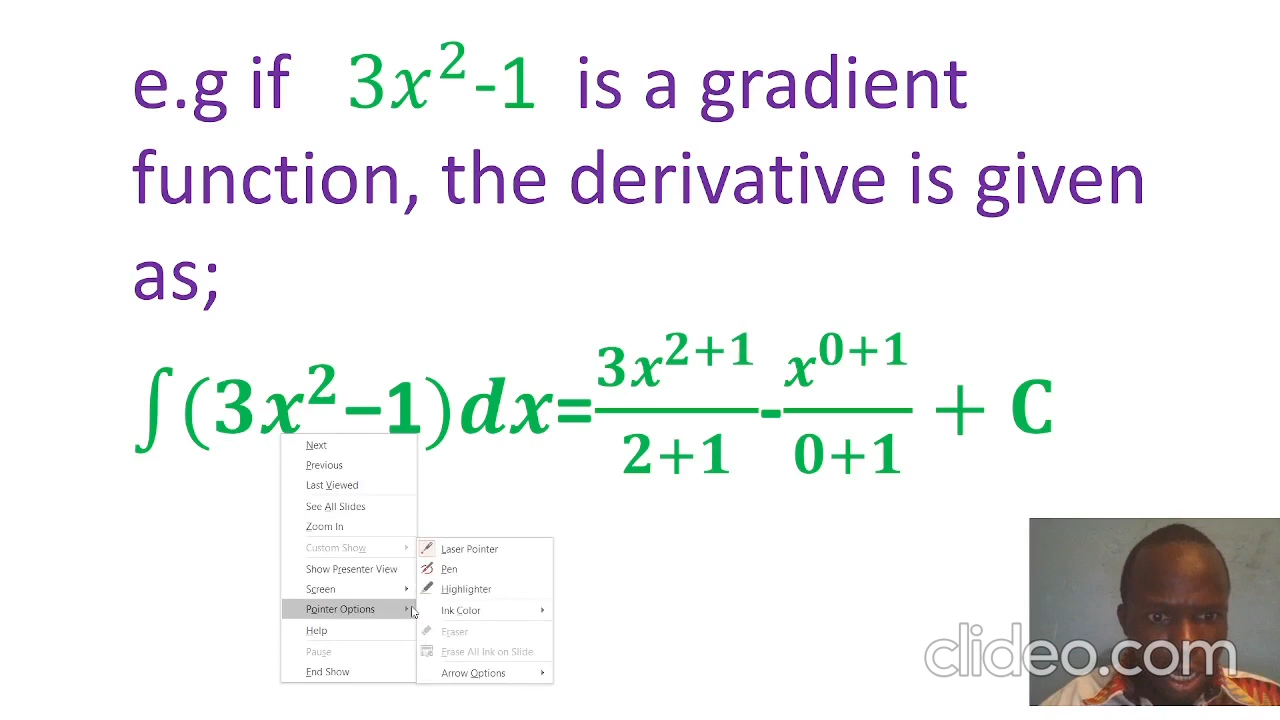 e.g if 3x²-1 is a gradient
function, the derivative is given
as;
∫(3x²−1)dx=3x²⁺¹/2+1-x⁰⁺¹/0+1+C
Next
Previous
Last Viewed
See All Slides
Zoom In
Custom Show
Show Presenter View
Screen
Pointer Options
Help
Pause
End Show
Laser Pointer
Pen
Highlighter
Ink Color
Eraser
Erase All Ink on Slide
Arrow Options
clideo.com